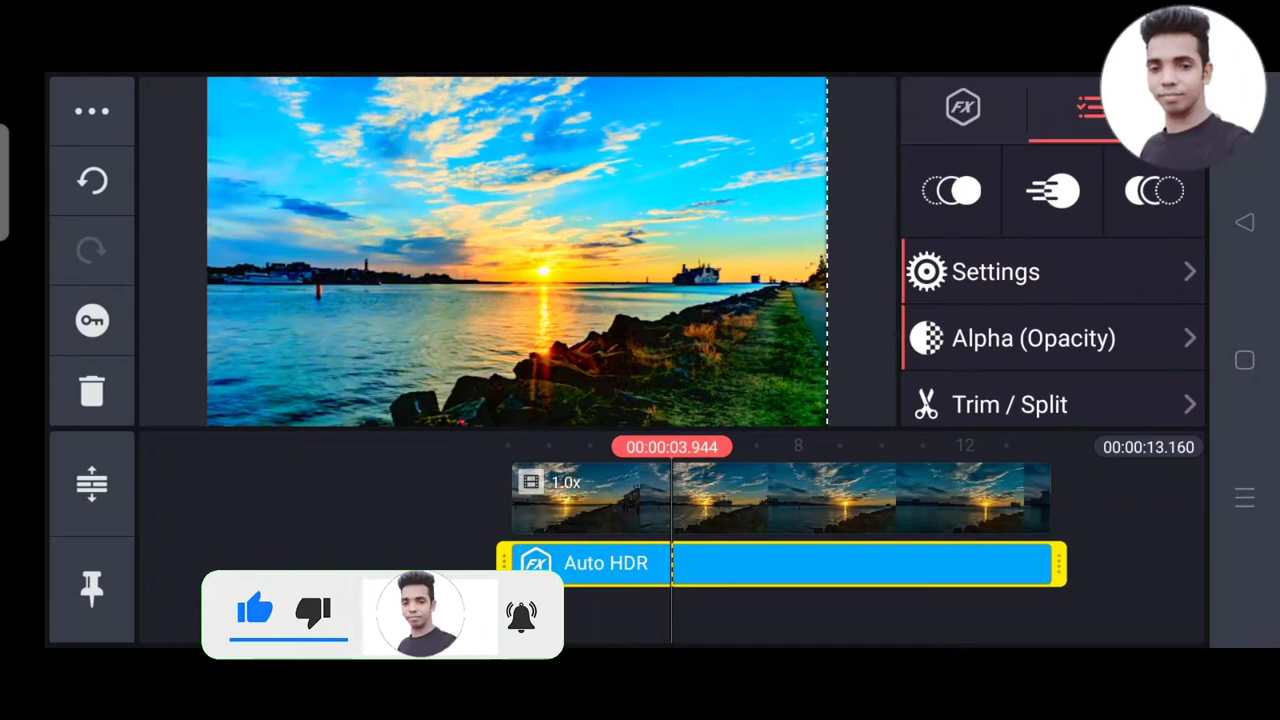 FX
Settings
Alpha (Opacity)
Trim / Split
00:00:03.944
8
12
00:00:13.160
1.0x
FX
Auto HDR